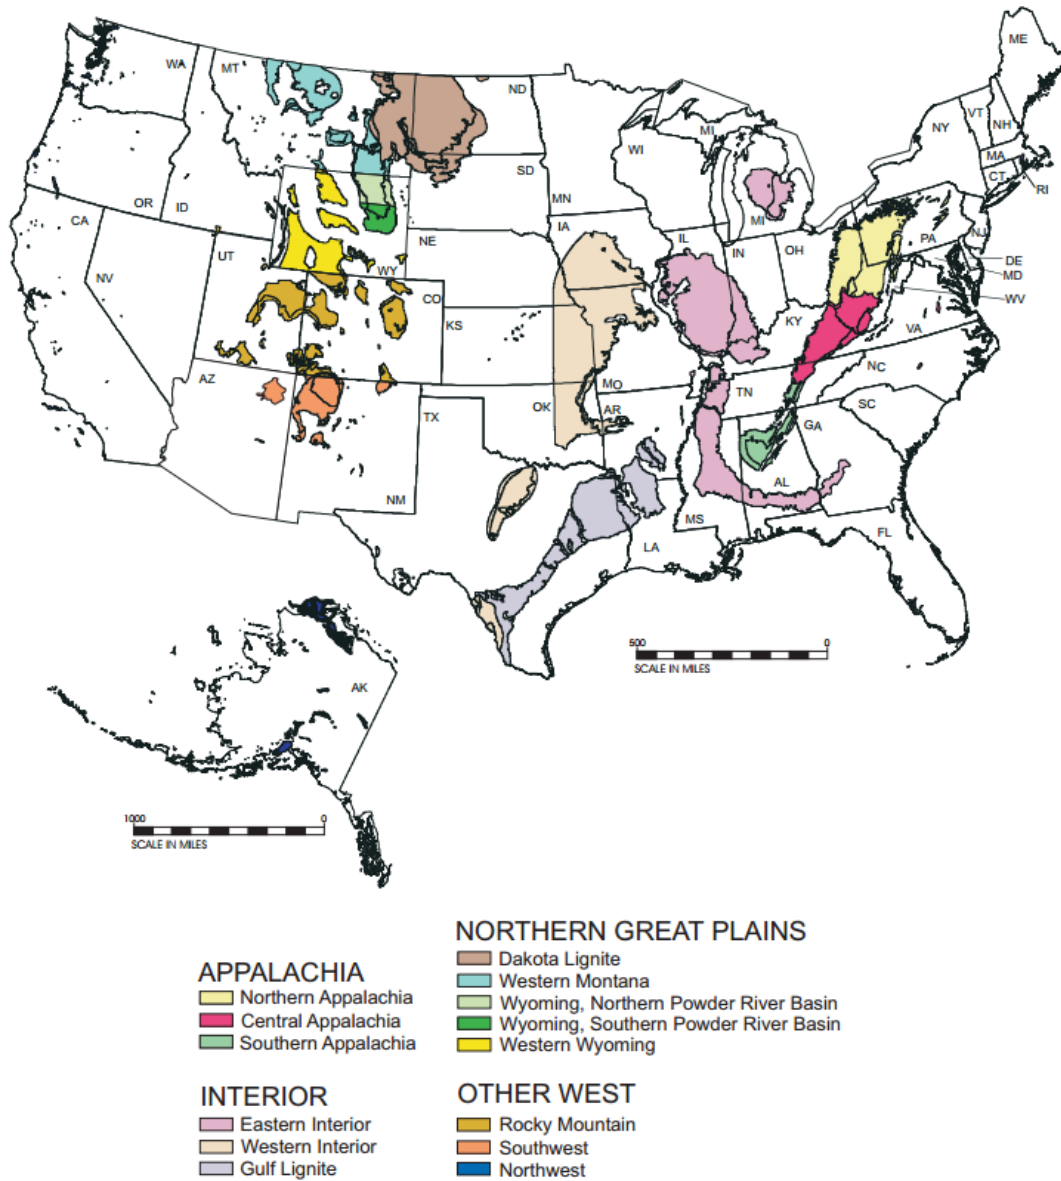 WA
MT
ND
ME
VT
NH
NY
MA
CT
RI
OR
ID
SD
MN
WI
MI
MI
CA
NV
UT
WY
NE
IA
IL
IN
OH
PA
NJ
DE
MD
WV
CO
KS
MO
KY
VA
AZ
NM
TX
OK
AR
TN
NC
SC
GA
AL
MS
LA
FL
500
0
SCALE IN MILES
AK
1000
0
SCALE IN MILES
APPALACHIA
Northern Appalachia
Central Appalachia
Southern Appalachia
NORTHERN GREAT PLAINS
Dakota Lignite
Western Montana
Wyoming, Northern Powder River Basin
Wyoming, Southern Powder River Basin
Western Wyoming
INTERIOR
Eastern Interior
Western Interior
Gulf Lignite
OTHER WEST
Rocky Mountain
Southwest
Northwest